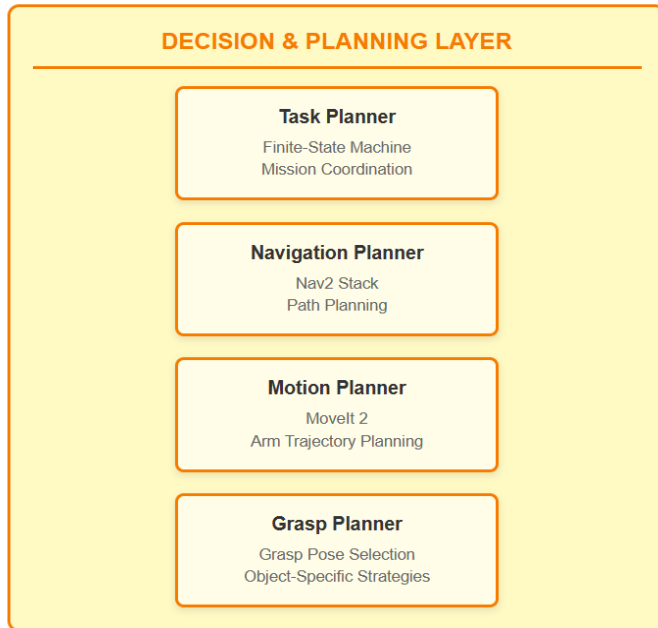 DECISION & PLANNING LAYER
Task Planner
Finite-State Machine
Mission Coordination
Navigation Planner
Nav2 Stack
Path Planning
Motion Planner
MoveIt 2
Arm Trajectory Planning
Grasp Planner
Grasp Pose Selection
Object-Specific Strategies